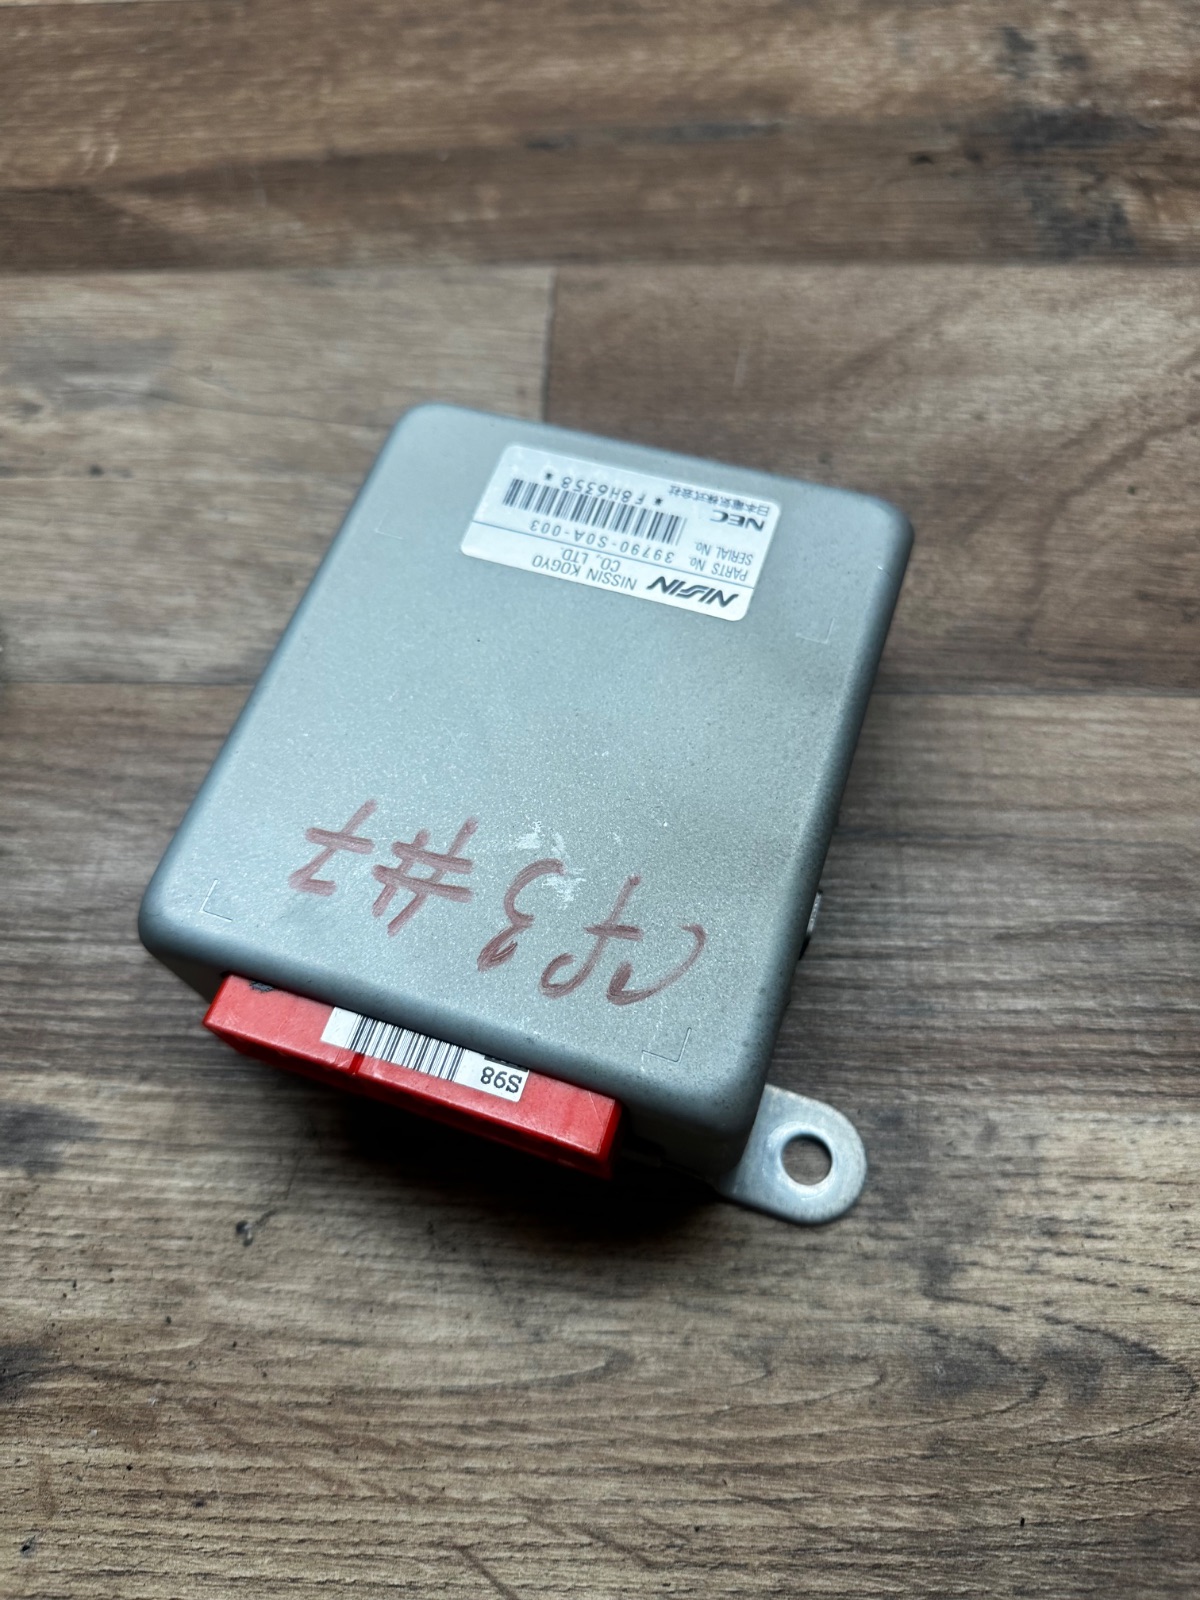 NISSIN NISSIN KOGYO
CO., LTD.
PARTS No. 39790-S0A-003
SERIAL No.
NEC
日本電気株式会社 * F8H6358 *
CF3 #7
S98